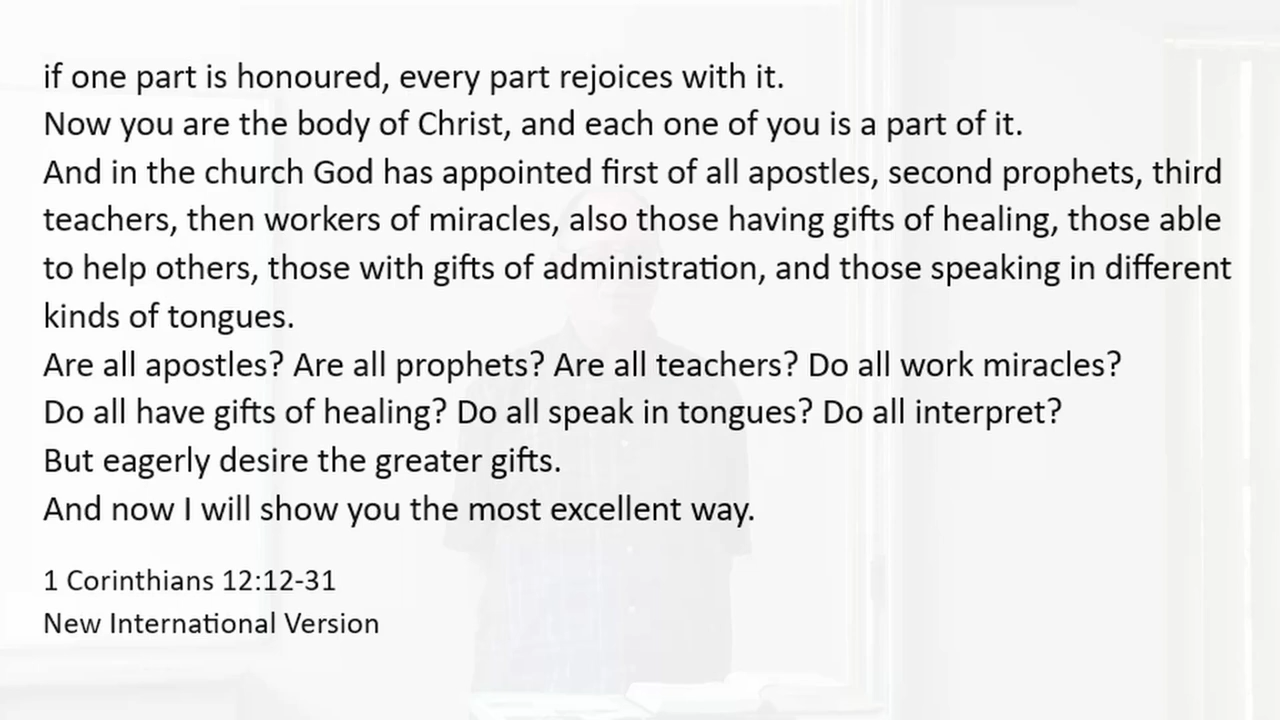 if one part is honoured, every part rejoices with it.
Now you are the body of Christ, and each one of you is a part of it.
And in the church God has appointed first of all apostles, second prophets, third
teachers, then workers of miracles, also those having gifts of healing, those able
to help others, those with gifts of administration, and those speaking in different
kinds of tongues.
Are all apostles? Are all prophets? Are all teachers? Do all work miracles?
Do all have gifts of healing? Do all speak in tongues? Do all interpret?
But eagerly desire the greater gifts.
And now I will show you the most excellent way.
1 Corinthians 12:12-31
New International Version